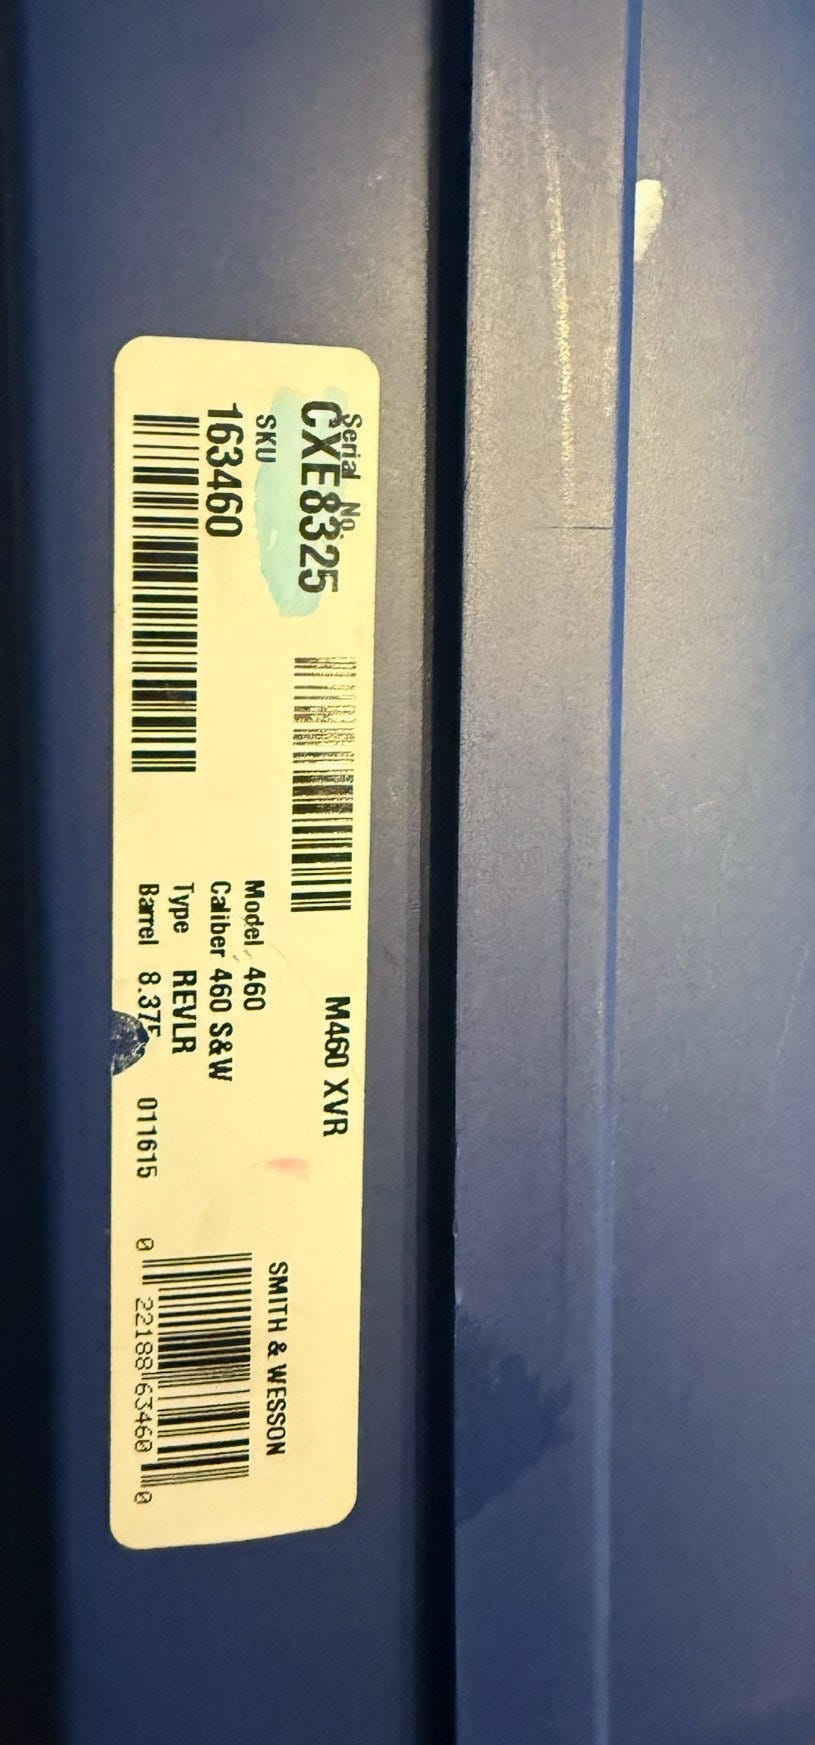 Serial No.
CXE8325
SKU
163460
M460 XVR
Model 460
Caliber 460 S&W
Type REVLR
Barrel 8.375
011615
SMITH & WESSON
0 22188 63460 0